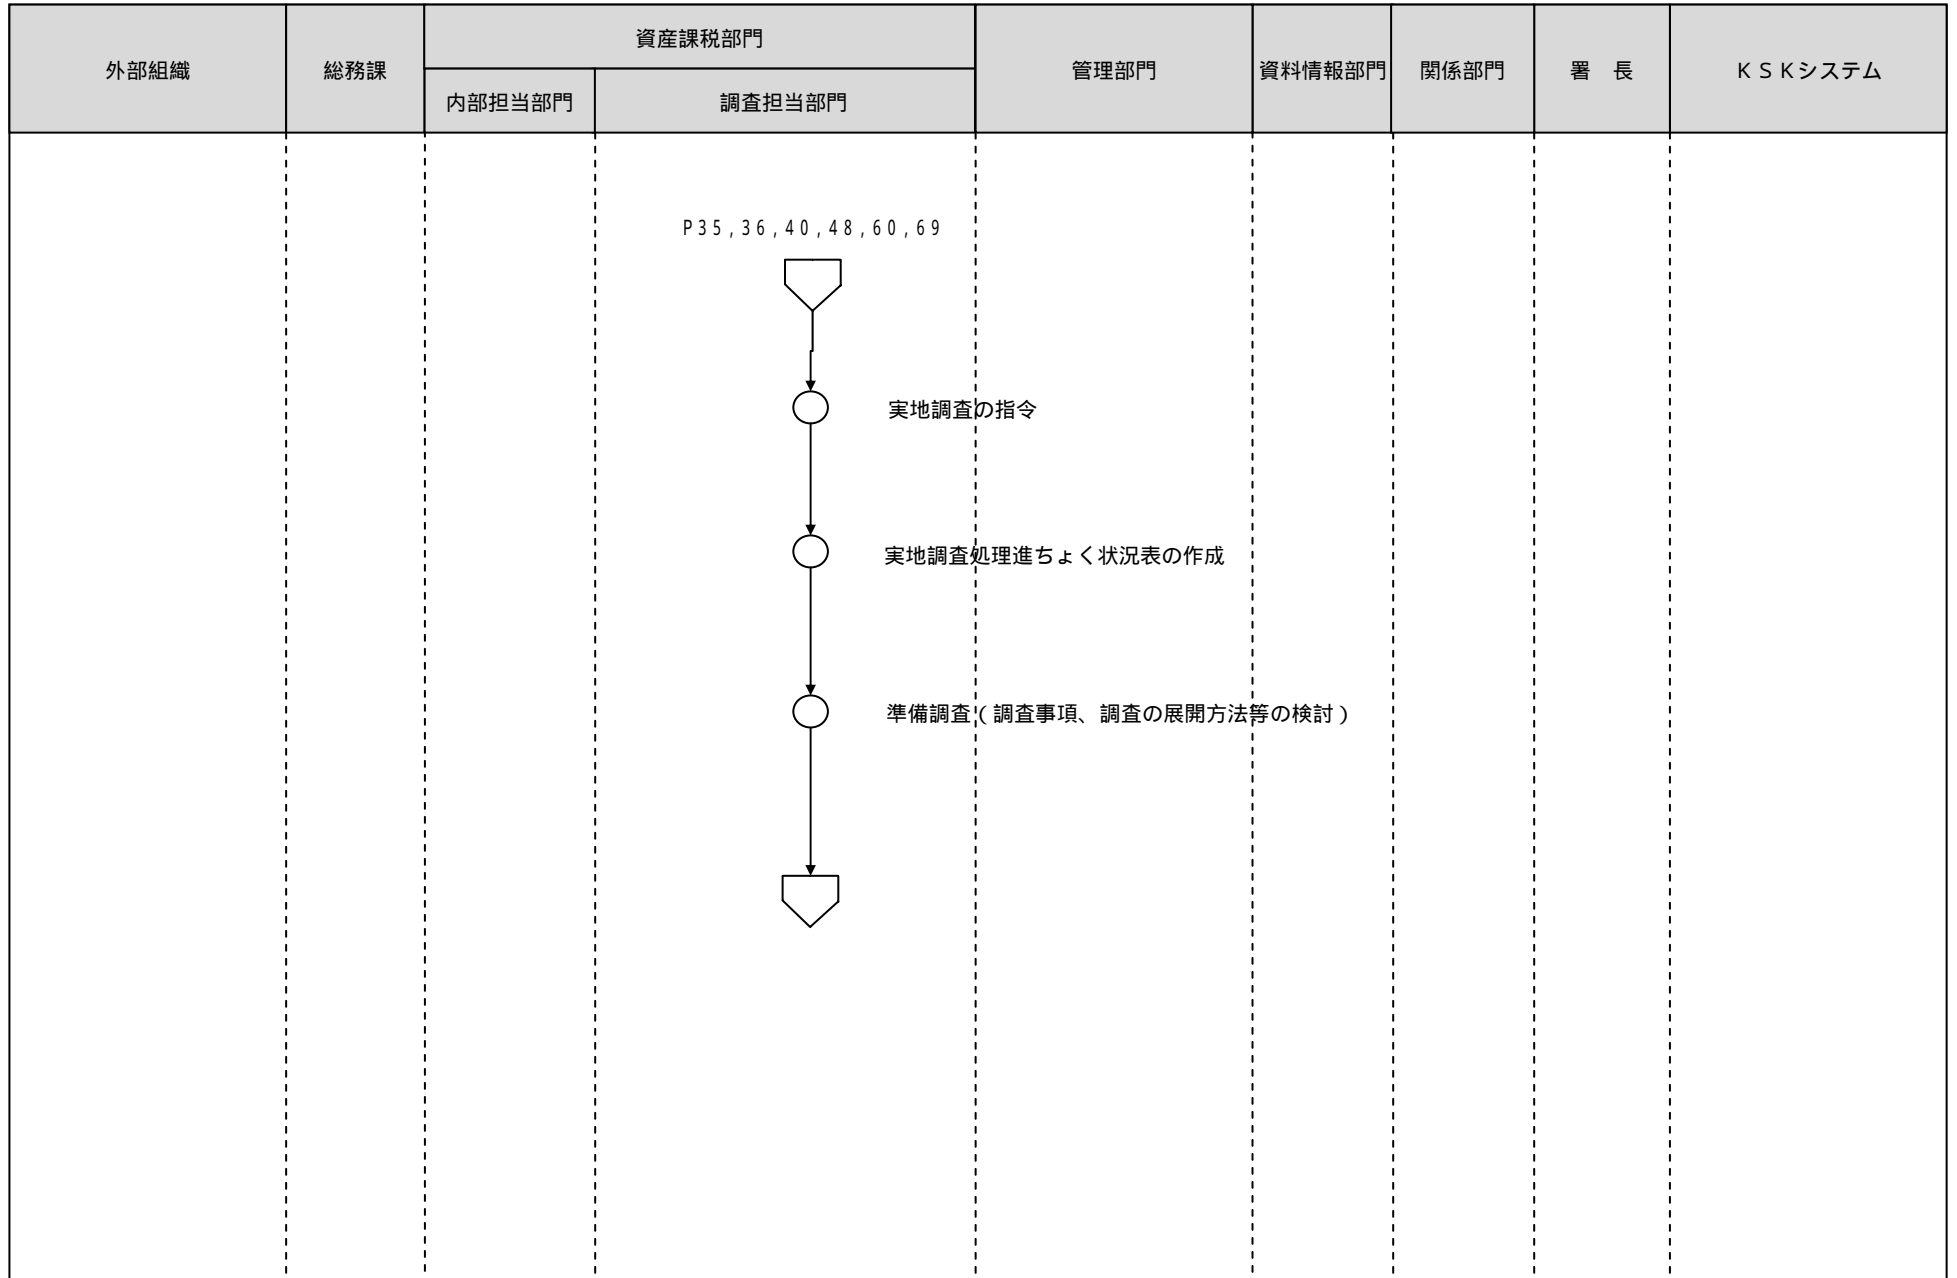 資産課税部門
外部組織
総務課
管理部門
資料情報部門
関係部門
署　長
ＫＳＫシステム
内部担当部門
調査担当部門
P35,36,40,48,60,69
実地調査の指令
実地調査処理進ちょく状況表の作成
準備調査(調査事項、調査の展開方法等の検討)